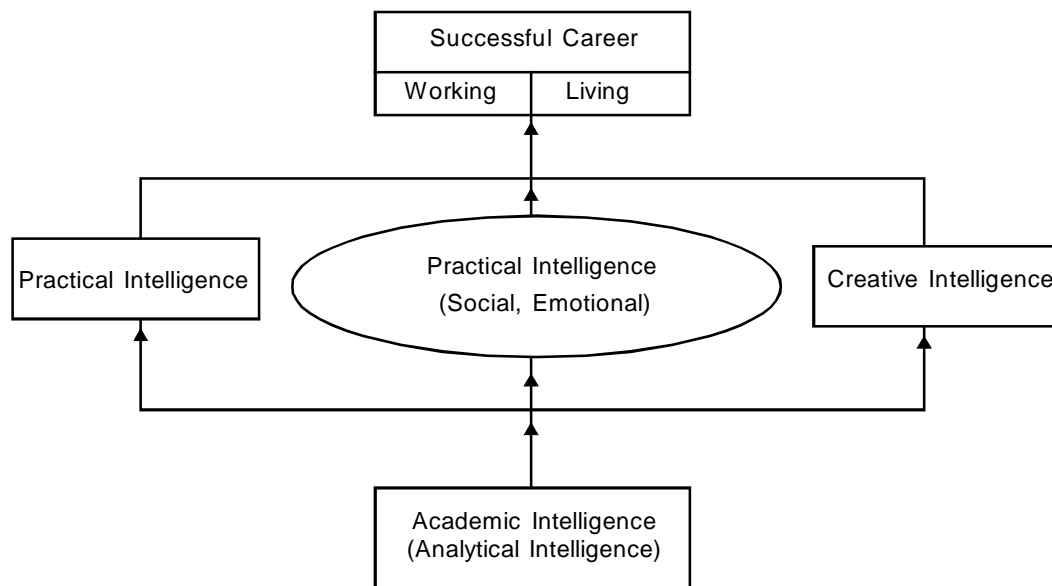 Successful Career
Working
Living
Practical Intelligence
Practical Intelligence
(Social, Emotional)
Creative Intelligence
Academic Intelligence
(Analytical Intelligence)